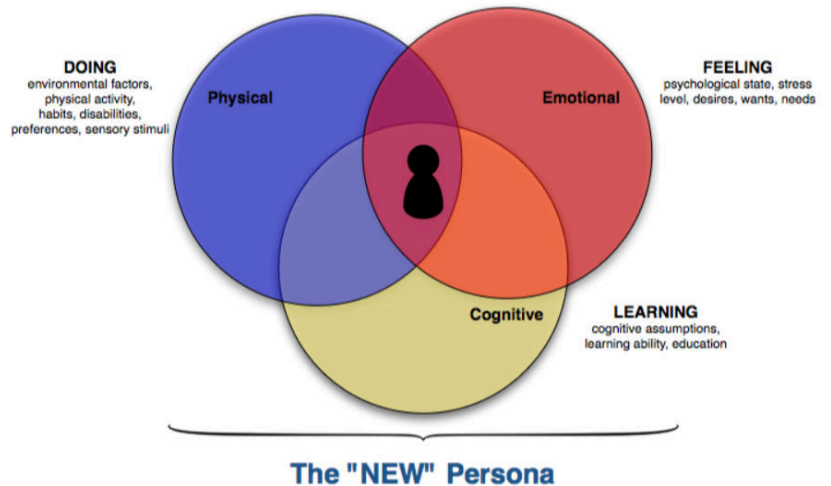 DOING
environmental factors,
physical activity,
habits, disabilities,
preferences, sensory stimuli
Physical
Emotional
FEELING
psychological state, stress
level, desires, wants, needs
Cognitive
LEARNING
cognitive assumptions,
learning ability, education
The "NEW" Persona